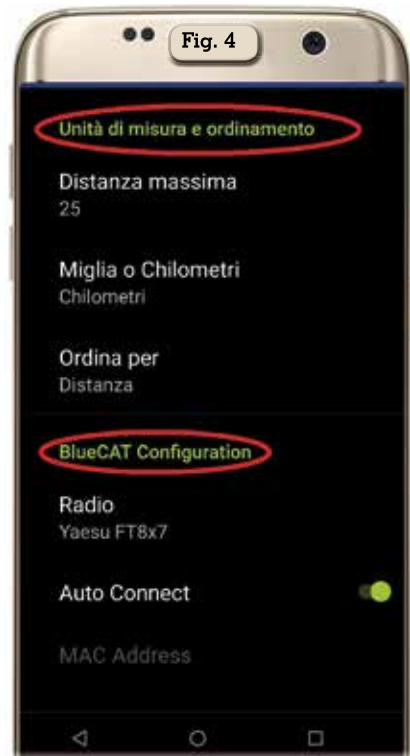 Fig. 4
Unità di misura e ordinamento
Distanza massima
25
Miglia o Chilometri
Chilometri
Ordina per
Distanza
BlueCAT Configuration
Radio
Yaesu FT8x7
Auto Connect
MAC Address